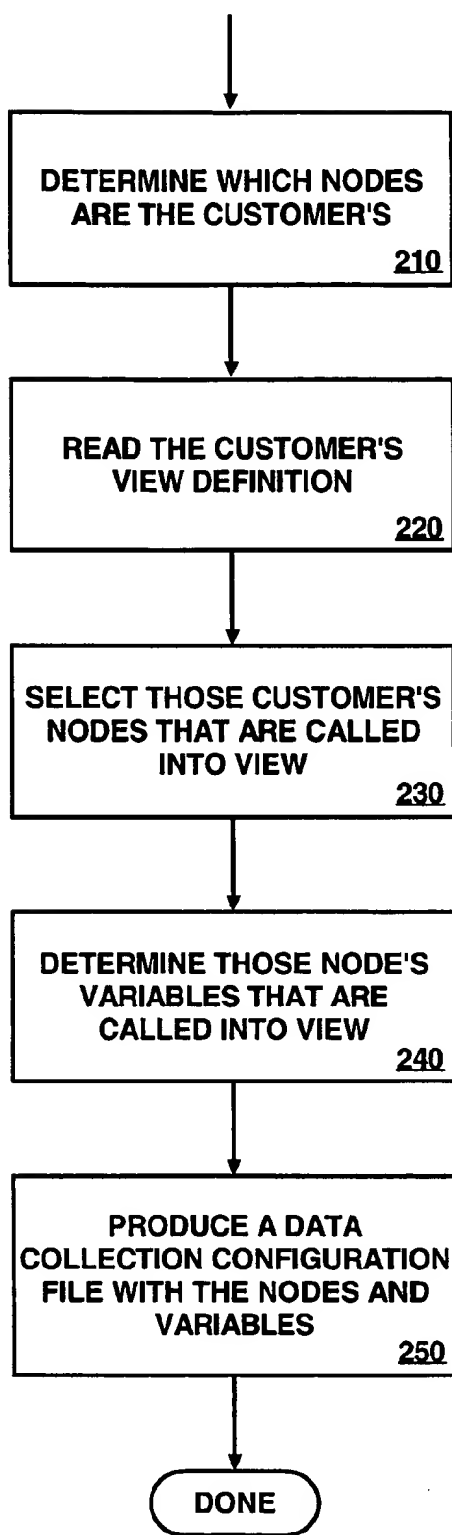 DETERMINE WHICH NODES
ARE THE CUSTOMER'S
210
READ THE CUSTOMER'S
VIEW DEFINITION
220
SELECT THOSE CUSTOMER'S
NODES THAT ARE CALLED
INTO VIEW
230
DETERMINE THOSE NODE'S
VARIABLES THAT ARE
CALLED INTO VIEW
240
PRODUCE A DATA
COLLECTION CONFIGURATION
FILE WITH THE NODES AND
VARIABLES
250
DONE